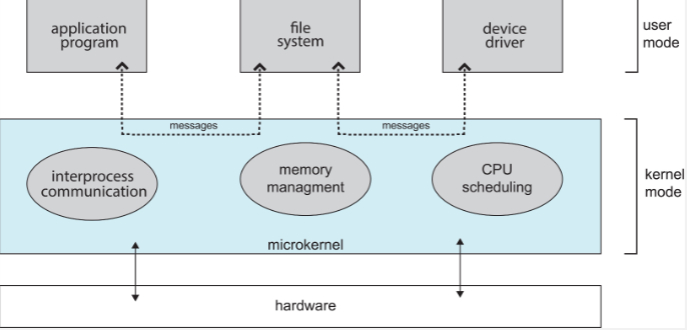 application
program
file
system
device
driver
user
mode
messages
messages
interprocess
communication
memory
managment
CPU
scheduling
kernel
mode
microkernel
hardware